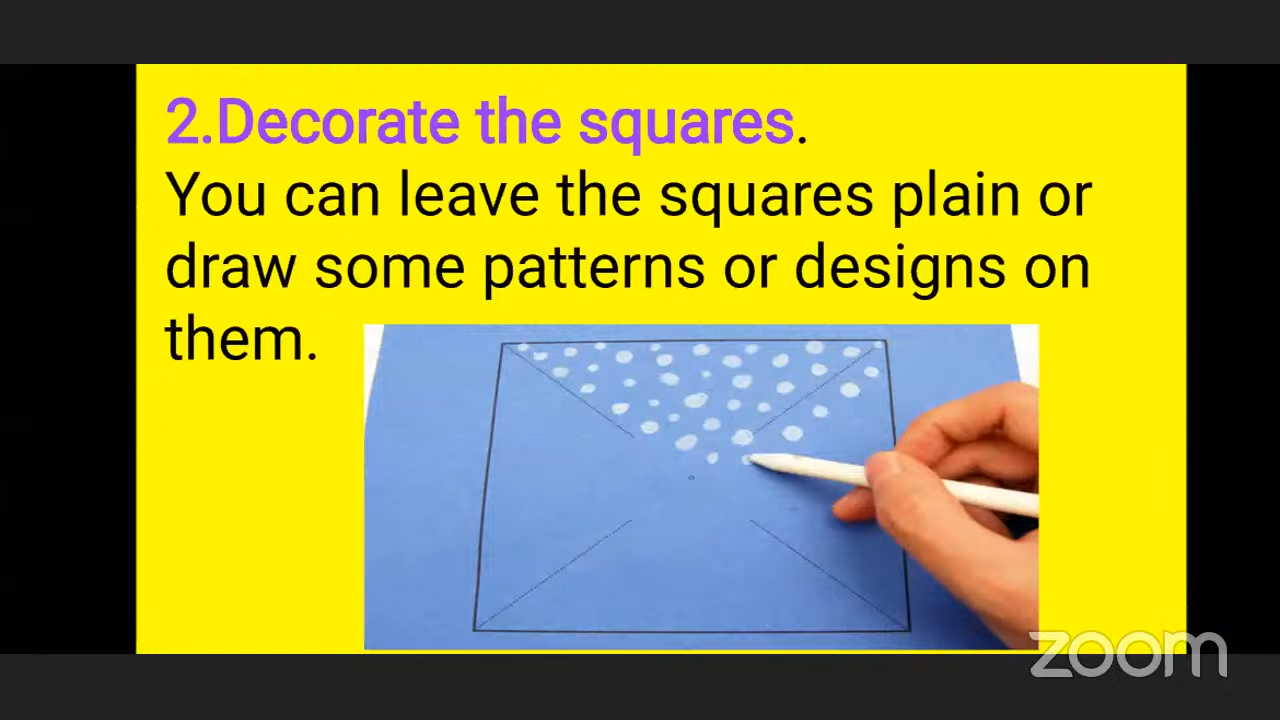 2.Decorate the squares.
You can leave the squares plain or
draw some patterns or designs on
them.
zoom